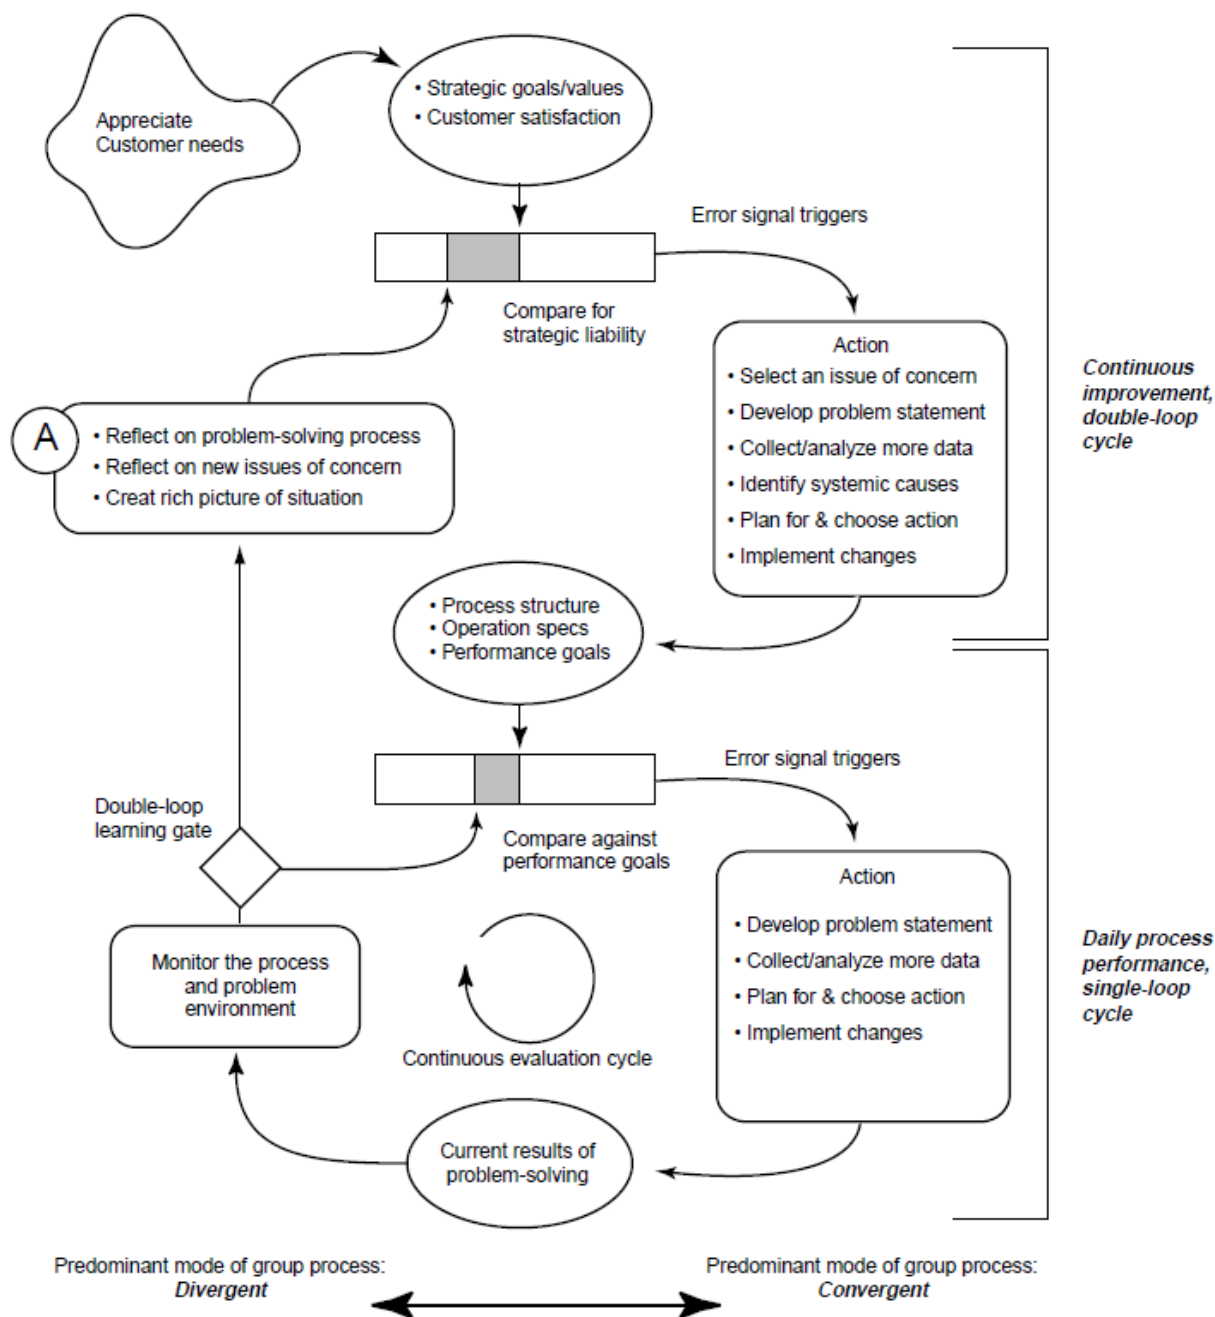 Appreciate
Customer needs
• Strategic goals/values
• Customer satisfaction
Error signal triggers
Compare for
strategic liability
Action
• Select an issue of concern
• Develop problem statement
• Collect/analyze more data
• Identify systemic causes
• Plan for & choose action
• Implement changes
Continuous
improvement,
double-loop
cycle
A
• Reflect on problem-solving process
• Reflect on new issues of concern
• Creat rich picture of situation
• Process structure
• Operation specs
• Performance goals
Error signal triggers
Double-loop
learning gate
Compare against
performance goals
Action
• Develop problem statement
• Collect/analyze more data
• Plan for & choose action
• Implement changes
Daily process
performance,
single-loop
cycle
Monitor the process
and problem
environment
Continuous evaluation cycle
Current results of
problem-solving
Predominant mode of group process:
Divergent
Predominant mode of group process:
Convergent